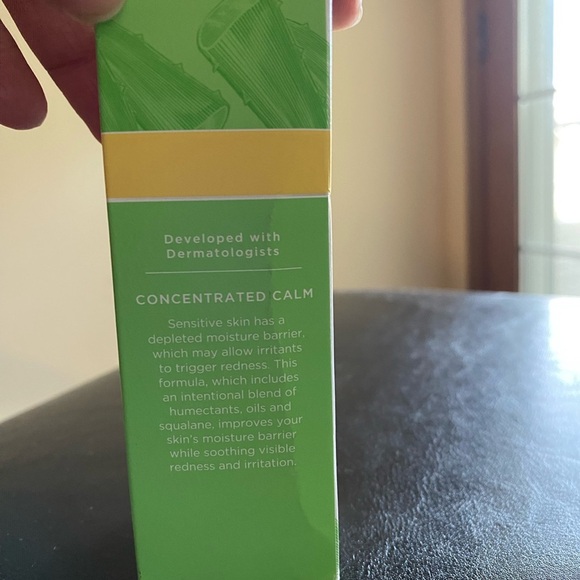 Developed with
Dermatologists
CONCENTRATED CALM
Sensitive skin has a
depleted moisture barrier,
which may allow irritants
to trigger redness. This
formula, which includes
an intentional blend of
humectants, oils and
squalane, improves your
skin's moisture barrier
while soothing visible
redness and irritation.